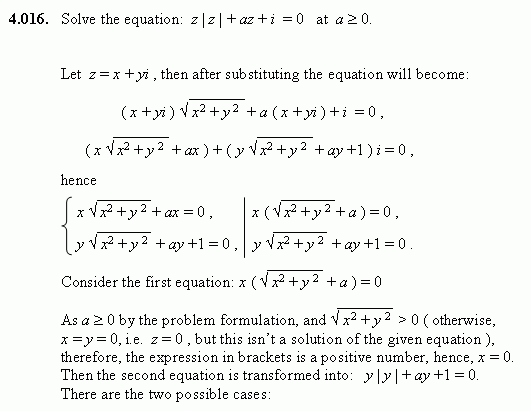 4.016. Solve the equation: z | z | + az + i = 0 at a ≥ 0.
Let z = x + yi , then after substituting the equation will become:
( x + yi ) √x² + y² + a ( x + yi ) + i = 0 ,
( x √x² + y² + ax ) + ( y √x² + y² + ay + 1 ) i = 0 ,
hence
{ x √x² + y² + ax = 0 , | x ( √x² + y² + a ) = 0 ,
y √x² + y² + ay + 1 = 0 , | y √x² + y² + ay + 1 = 0 .
Consider the first equation: x ( √x² + y² + a ) = 0
As a ≥ 0 by the problem formulation, and √x² + y² > 0 ( otherwise,
x = y = 0, i.e. z = 0 , but this isn't a solution of the given equation ),
therefore, the expression in brackets is a positive number, hence, x = 0.
Then the second equation is transformed into: y | y | + ay + 1 = 0.
There are the two possible cases: